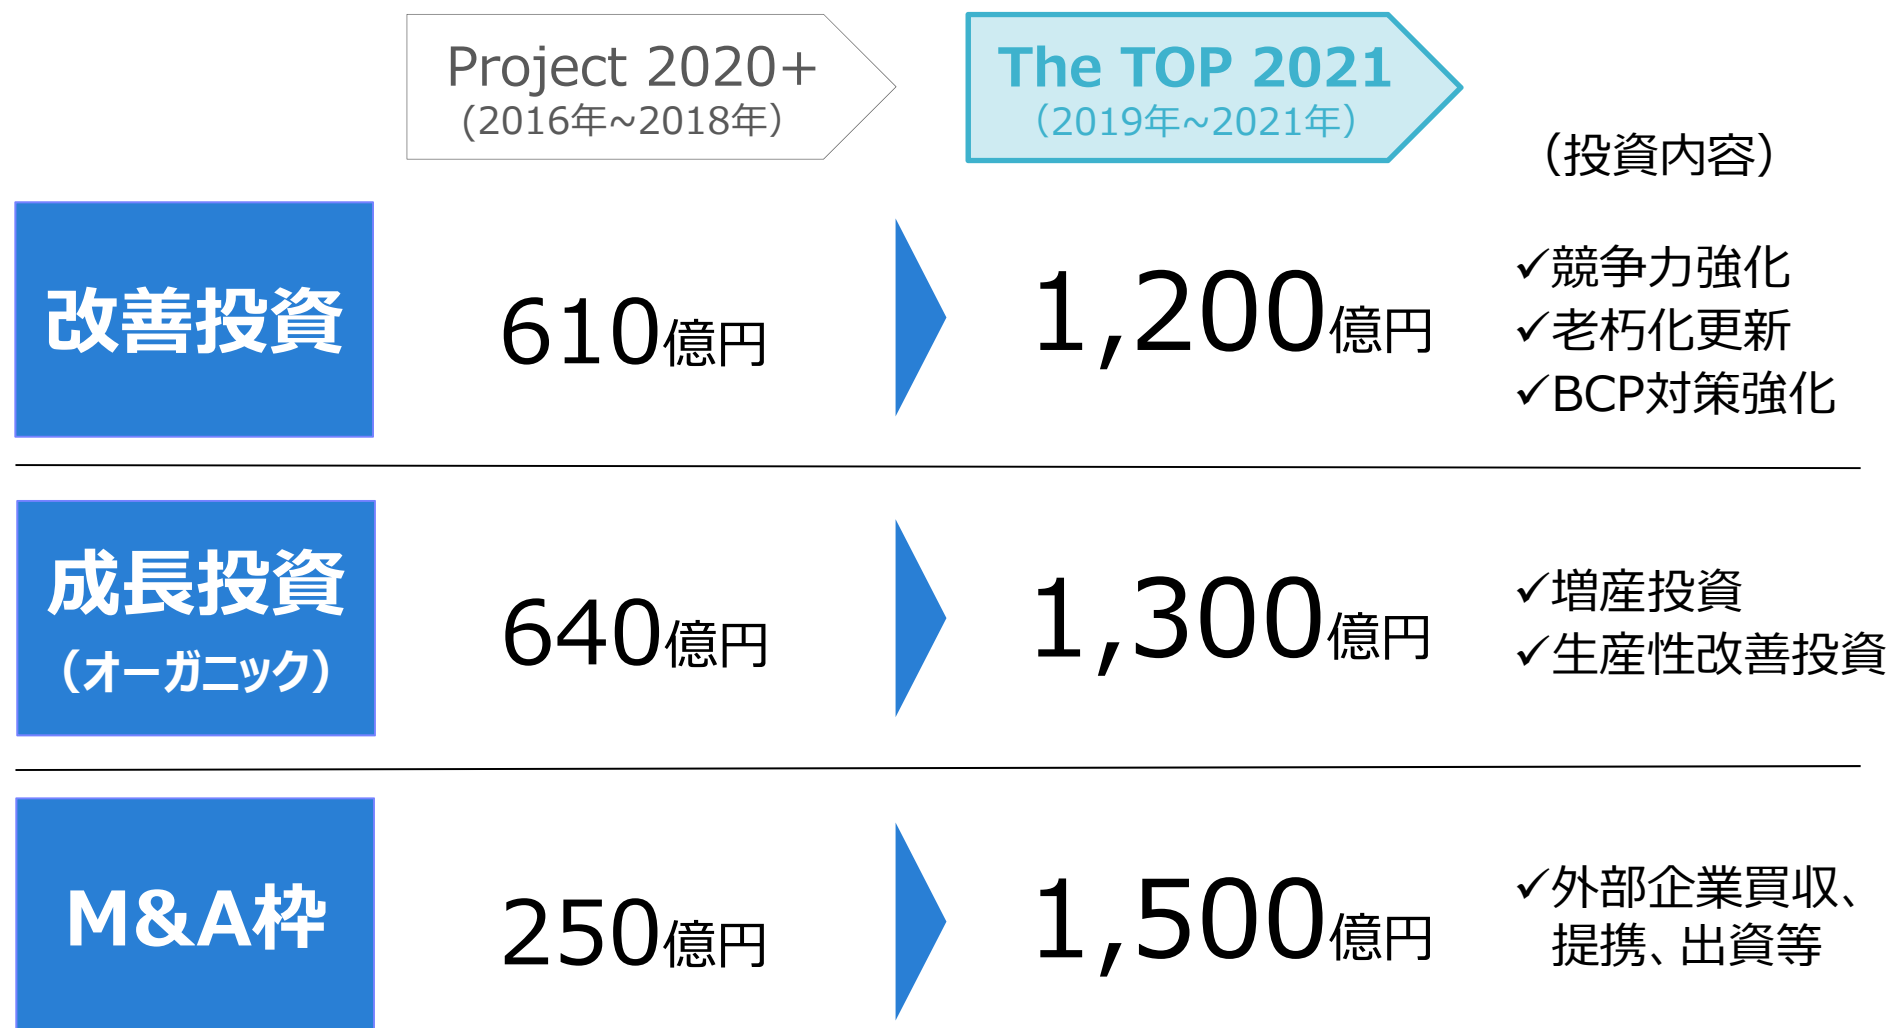 Project 2020+
(2016年~2018年）
The TOP 2021
（2019年~2021年）
（投資内容）
改善投資
610億円
1,200億円
✓競争力強化
✓老朽化更新
✓BCP対策強化
成長投資
（オーガニック）
640億円
1,300億円
✓増産投資
✓生産性改善投資
M&A枠
250億円
1,500億円
✓外部企業買収、
提携、出資等